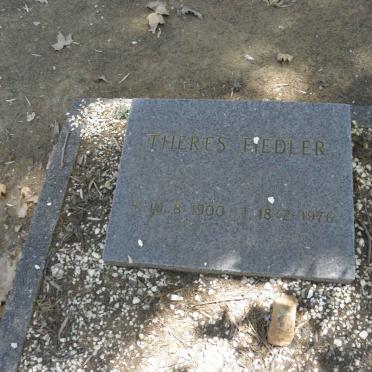 THERES FIEDLER
* 10·8·1900 † 18·2·1976